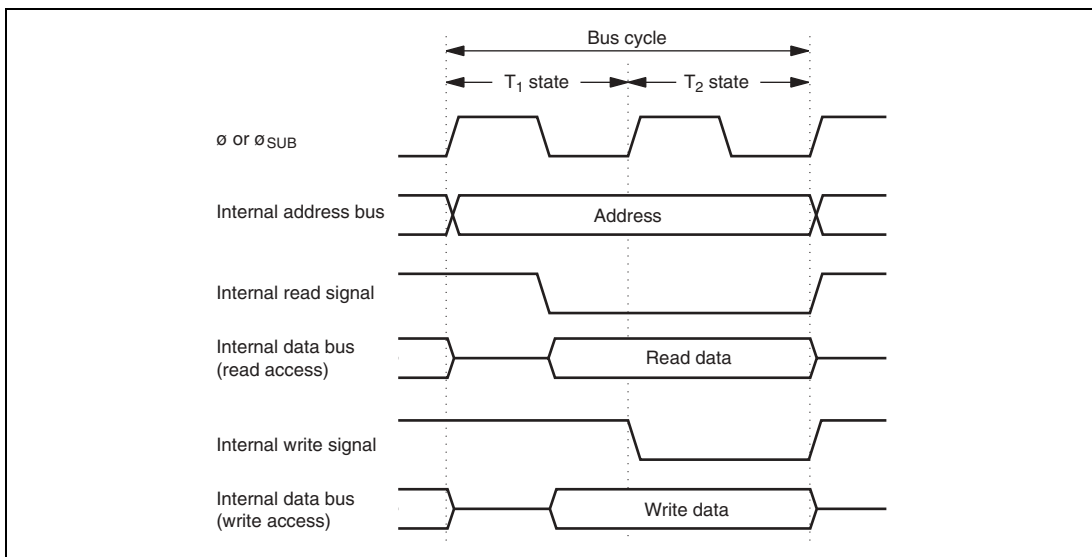 Bus cycle
T₁ state
T₂ state
ø or øSUB
Internal address bus
Address
Internal read signal
Internal data bus
(read access)
Read data
Internal write signal
Internal data bus
(write access)
Write data